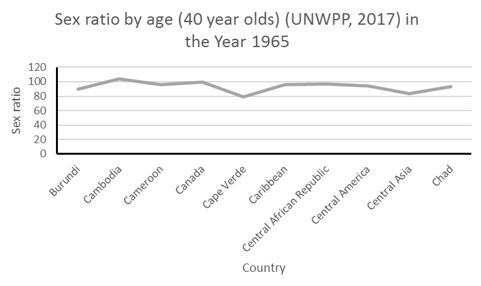 Sex ratio by age (40 year olds) (UNWPP, 2017) in
the Year 1965
120
100
80
60
40
20
0
Sex ratio
Burundi
Cambodia
Cameroon
Canada
Cape Verde
Caribbean
Central African Republic
Central America
Central Asia
Chad
Country